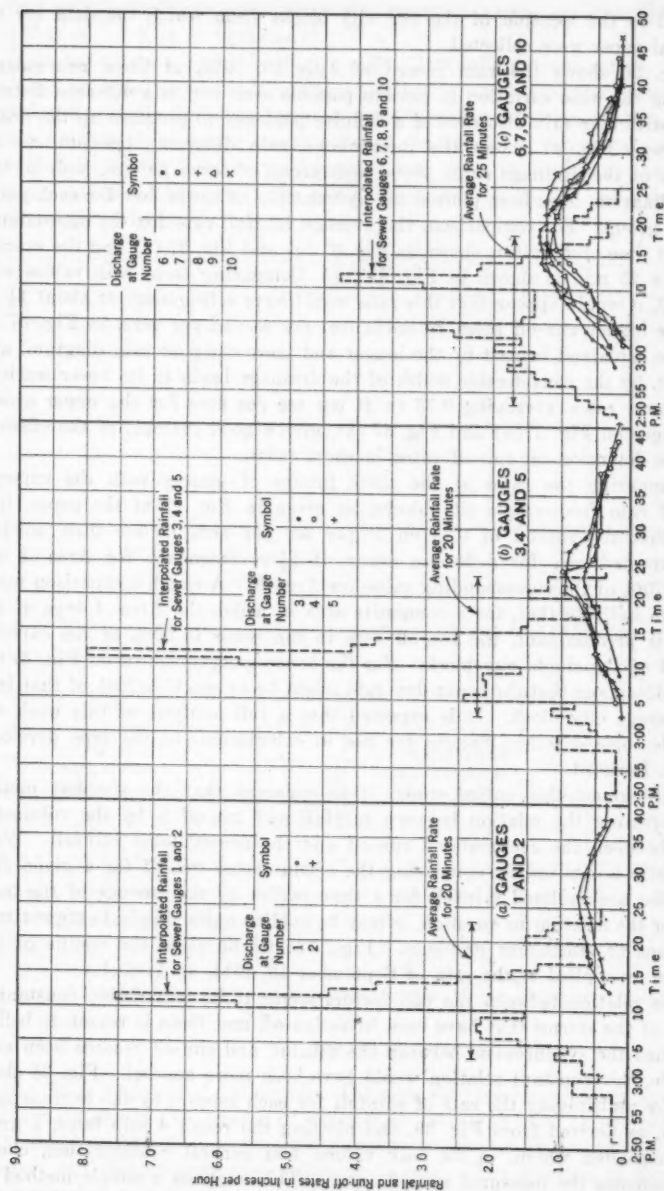 Rainfall and Run-off Rates in Inches per Hour
9.0
8.0
7.0
6.0
5.0
4.0
3.0
2.0
1.0
0
Interpolated Rainfall
for Sewer Gauges 1 and 2
Discharge
at Gauge Symbol
Number
1 •
2 +
Average Rainfall Rate
for 20 Minutes
(a) GAUGES
1 AND 2
2:50 55 3:00 5 10 15 20 25 30 35 40
P.M. Time
Interpolated Rainfall
for Sewer Gauges 3, 4 and 5
Discharge
at Gauge Symbol
Number
3 •
4 o
5 +
Average Rainfall Rate
for 20 Minutes
(b) GAUGES
3,4 AND 5
2:50 55 3:00 5 10 15 20 25 30 35 40 45
P.M. Time
Discharge
at Gauge Symbol
Number
6 •
7 o
8 +
9 △
10 x
Interpolated Rainfall
for Sewer Gauges 6, 7, 8, 9 and 10
Average Rainfall Rate
for 25 Minutes
(c) GAUGES
6,7,8,9 AND 10
2:50 55 3:00 5 10 15 20 25 30 35 40 45 50
P.M. Time